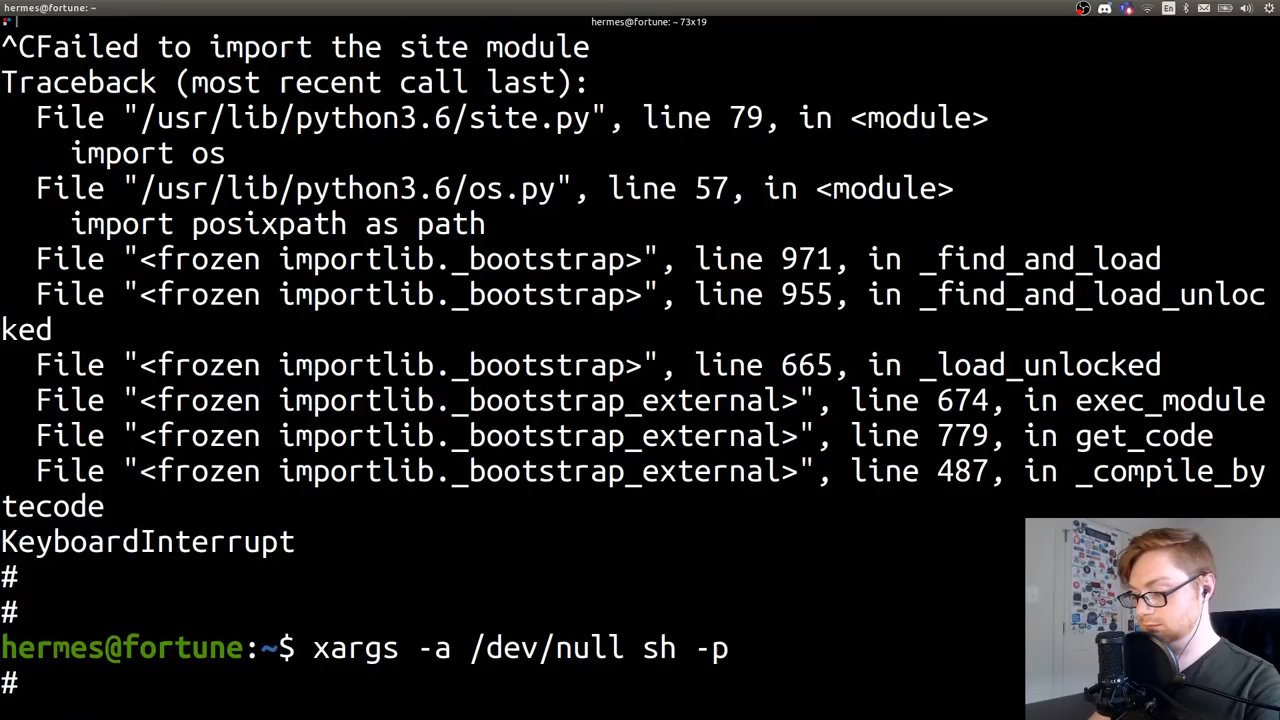 hermes@fortune: ~
En
hermes@fortune: ~ 73x19
^CFailed to import the site module
Traceback (most recent call last):
  File "/usr/lib/python3.6/site.py", line 79, in <module>
    import os
  File "/usr/lib/python3.6/os.py", line 57, in <module>
    import posixpath as path
  File "<frozen importlib._bootstrap>", line 971, in _find_and_load
  File "<frozen importlib._bootstrap>", line 955, in _find_and_load_unloc
ked
  File "<frozen importlib._bootstrap>", line 665, in _load_unlocked
  File "<frozen importlib._bootstrap_external>", line 674, in exec_module
  File "<frozen importlib._bootstrap_external>", line 779, in get_code
  File "<frozen importlib._bootstrap_external>", line 487, in _compile_by
tecode
KeyboardInterrupt
#
#
hermes@fortune:~$ xargs -a /dev/null sh -p
#